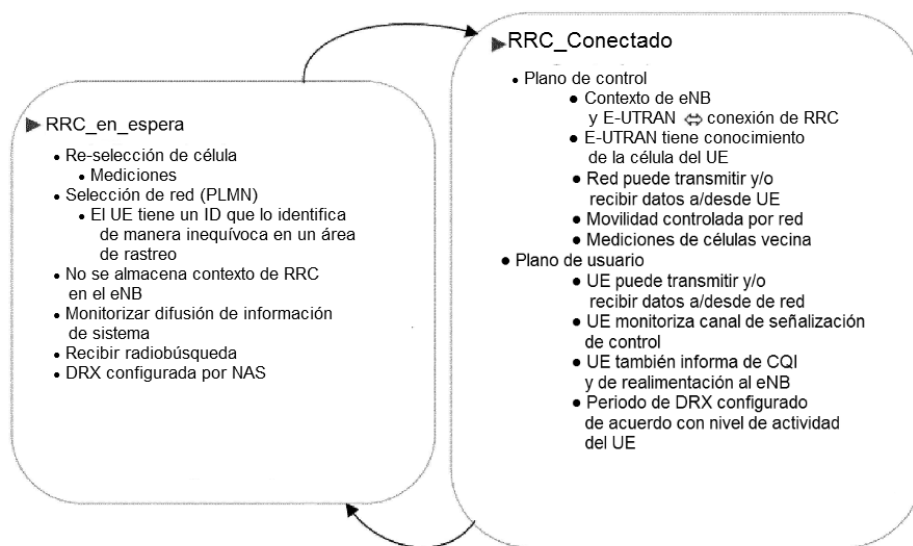 ▶ RRC_en_espera
• Re-selección de célula
• Mediciones
• Selección de red (PLMN)
• El UE tiene un ID que lo identifica
de manera inequívoca en un área
de rastreo
• No se almacena contexto de RRC
en el eNB
• Monitorizar difusión de información
de sistema
• Recibir radiobúsqueda
• DRX configurada por NAS
▶ RRC_Conectado
• Plano de control
• Contexto de eNB
y E-UTRAN ⇔ conexión de RRC
• E-UTRAN tiene conocimiento
de la célula del UE
• Red puede transmitir y/o
recibir datos a/desde UE
• Movilidad controlada por red
• Mediciones de células vecina
• Plano de usuario
• UE puede transmitir y/o
recibir datos a/desde de red
• UE monitoriza canal de señalización
de control
• UE también informa de CQI
y de realimentación al eNB
• Periodo de DRX configurado
de acuerdo con nivel de actividad
del UE